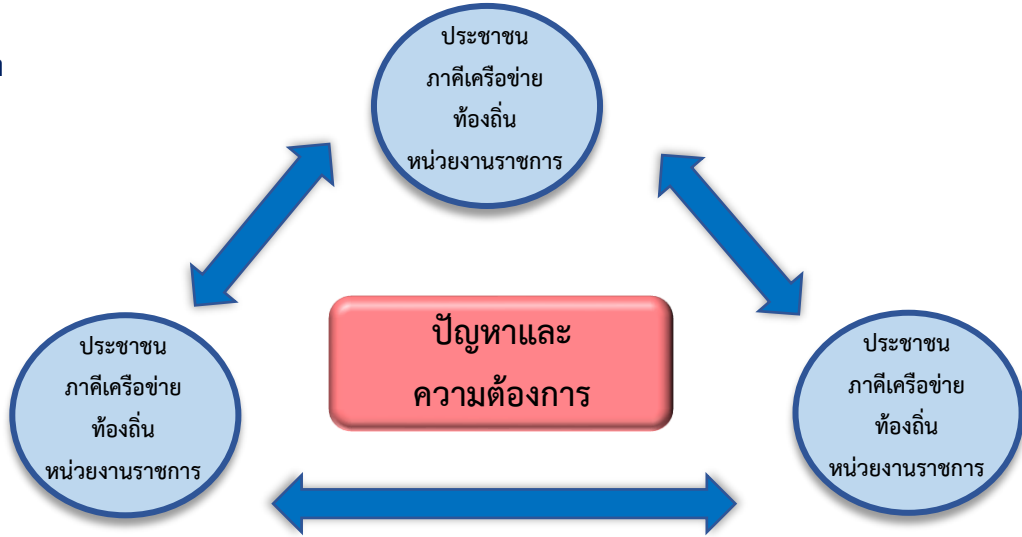 ประชาชน
ภาคีเครือข่าย
ท้องถิ่น
หน่วยงานราชการ
ปัญหาและ
ความต้องการ
ประชาชน
ภาคีเครือข่าย
ท้องถิ่น
หน่วยงานราชการ
ประชาชน
ภาคีเครือข่าย
ท้องถิ่น
หน่วยงานราชการ